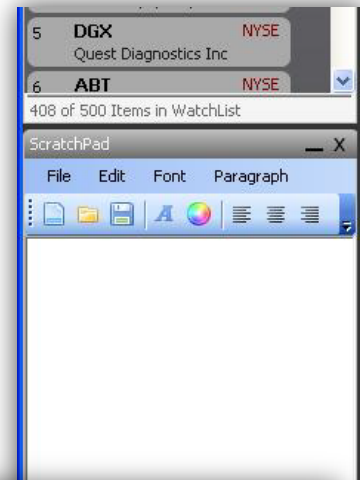 5 DGX NYSE
Quest Diagnostics Inc
6 ABT NYSE
408 of 500 Items in WatchList
ScratchPad X
File Edit Font Paragraph
A